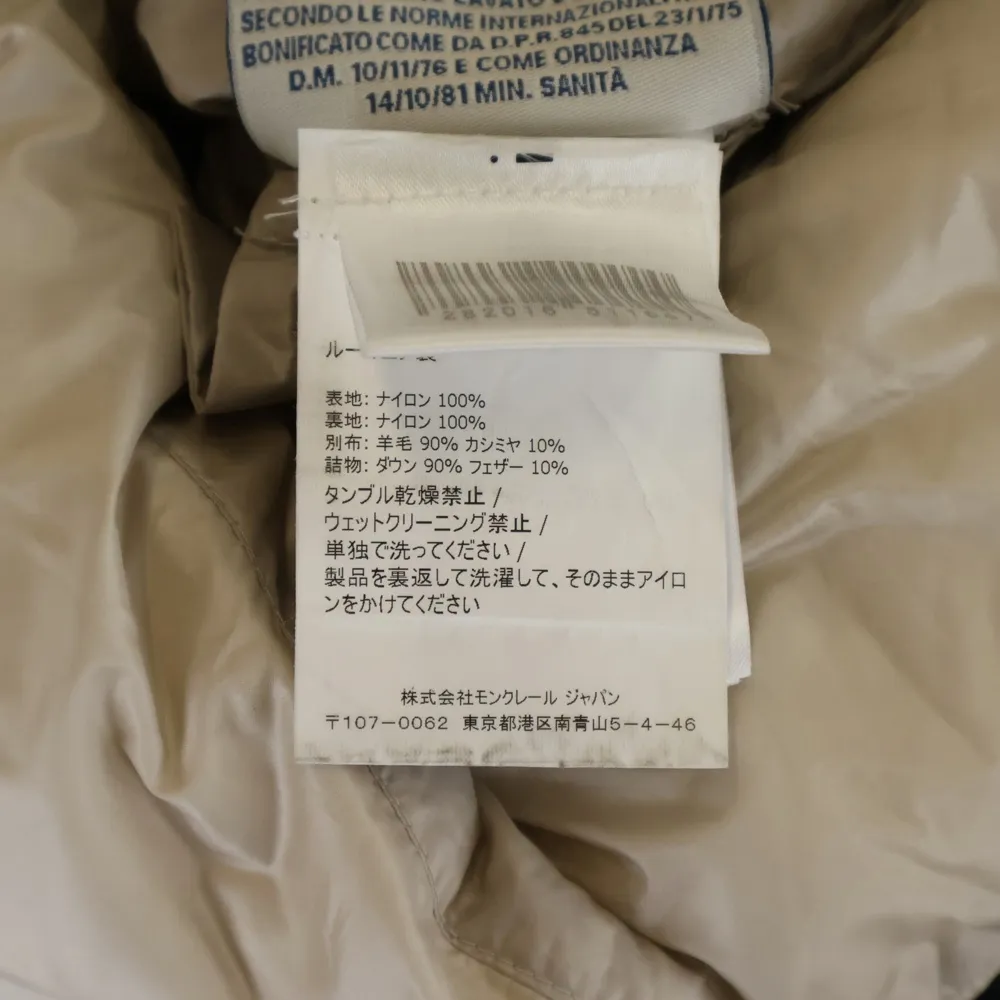 SECONDO LE NORME
BONIFICATO COME DA D.P.R. 845 DEL 23/1/75
D.M. 10/11/76 E COME ORDINANZA
14/10/81 MIN. SANITÀ
表地: ナイロン 100%
裏地: ナイロン 100%
別布: 羊毛 90% カシミヤ 10%
詰物: ダウン 90% フェザー 10%
タンブル乾燥禁止 /
ウェットクリーニング禁止 /
単独で洗ってください /
製品を裏返して洗濯して、そのままアイロ
ンをかけてください
株式会社モンクレール ジャパン
〒107-0062 東京都港区南青山5-4-46